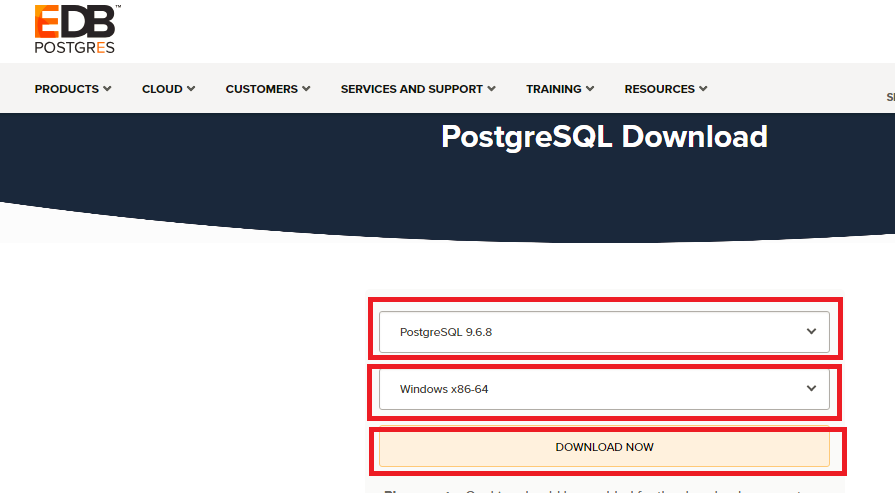 EDB™
POSTGRES
PRODUCTS CLOUD CUSTOMERS SERVICES AND SUPPORT TRAINING RESOURCES
PostgreSQL Download
PostgreSQL 9.6.8
Windows x86-64
DOWNLOAD NOW